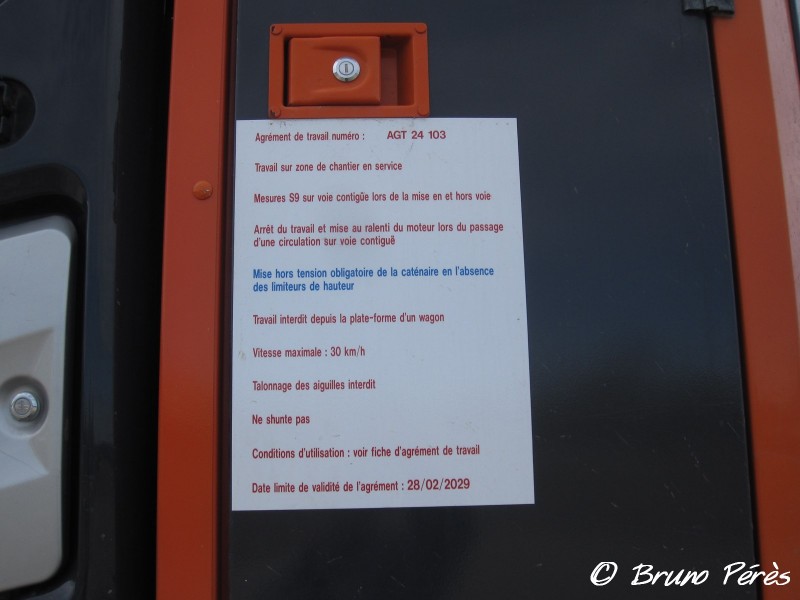 Agrément de travail numéro : AGT 24 103
Travail sur zone de chantier en service
Mesures S9 sur voie contigüe lors de la mise en et hors voie
Arrèt du travail et mise au ralenti du moteur lors du passage
d'une circulation sur voie contiguë
Mise hors tension obligatoire de la caténaire en l'absence
des limiteurs de hauteur
Travail interdit depuis la plate-forme d'un wagon
Vitesse maximale : 30 km/h
Talonnage des aiguilles interdit
Ne shunte pas
Conditions d'utilisation : voir fiche d'agrément de travail
Date limite de validité de l'agrément : 28/02/2029
© Bruno Pérès